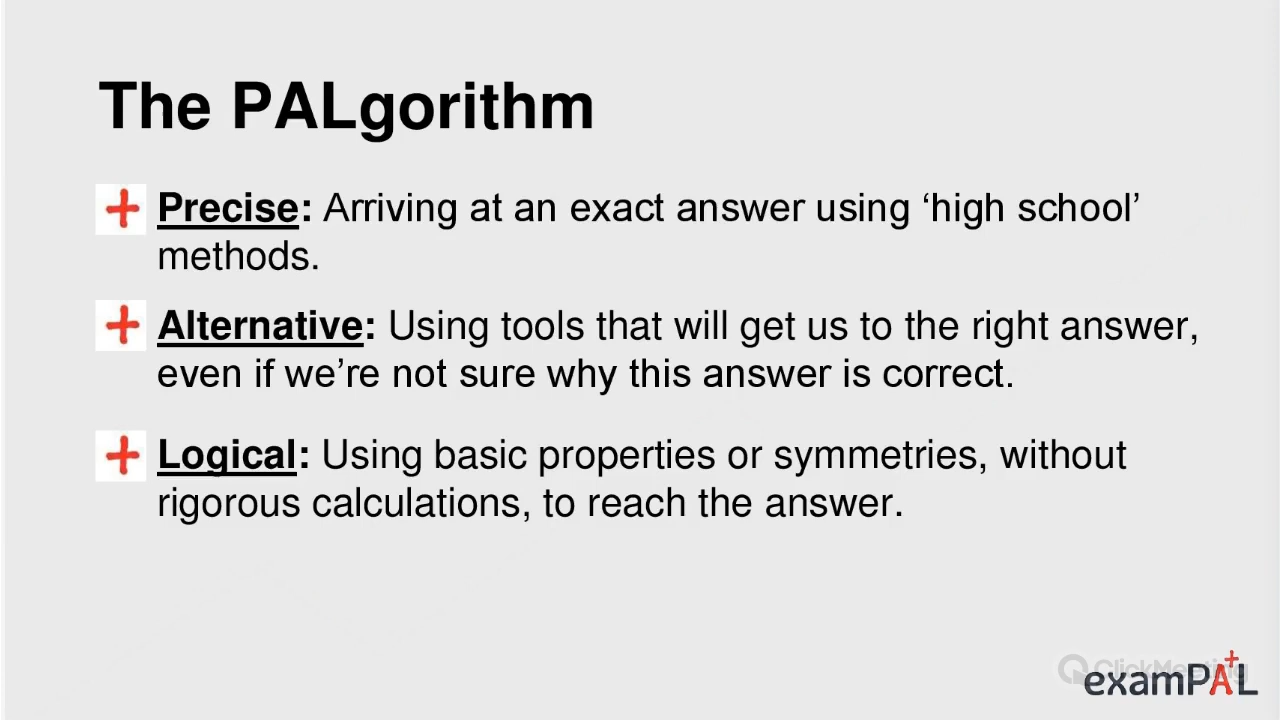 The PALgorithm
Precise: Arriving at an exact answer using ‘high school’
methods.
Alternative: Using tools that will get us to the right answer,
even if we’re not sure why this answer is correct.
Logical: Using basic properties or symmetries, without
rigorous calculations, to reach the answer.
ClickMeeting
examPAL